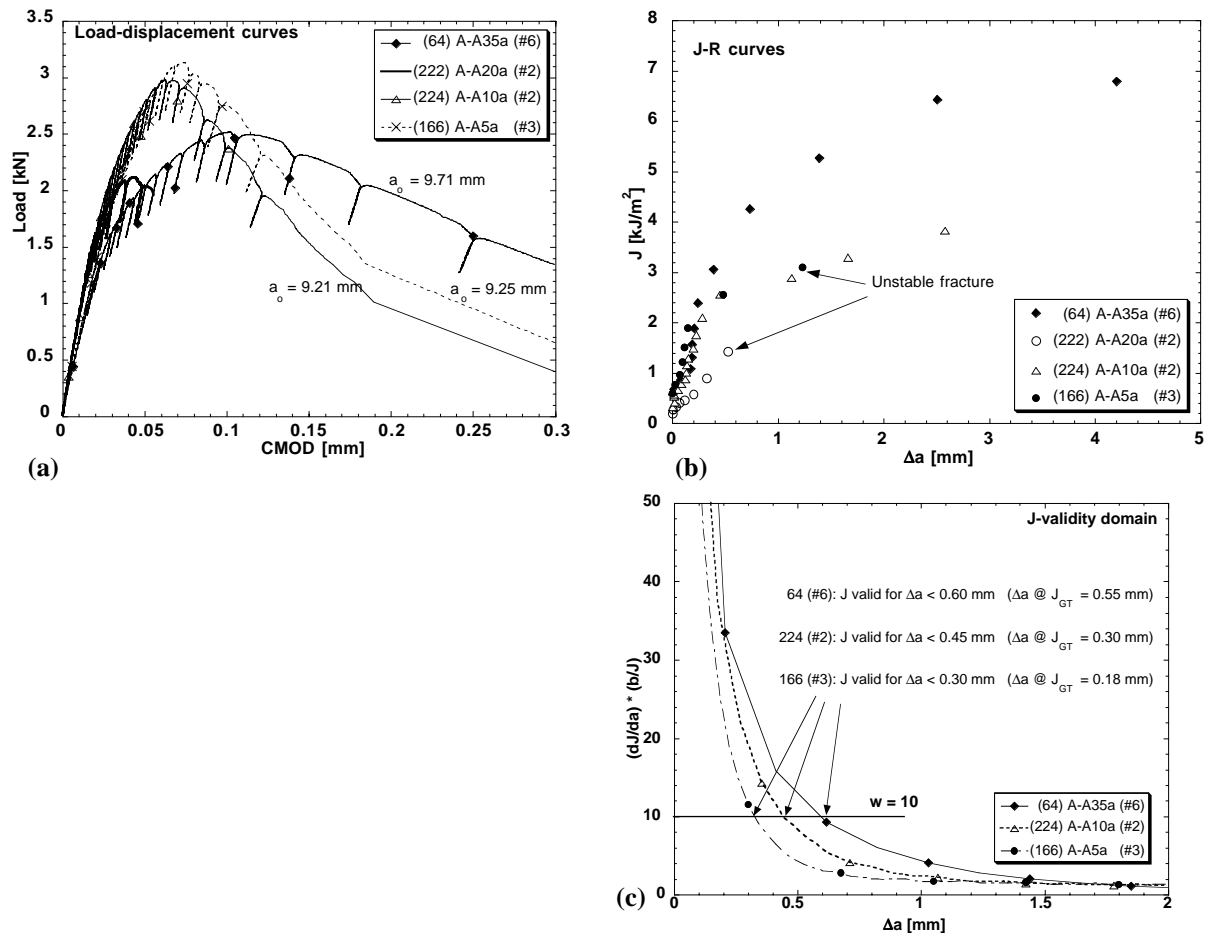 Load-displacement curves
(64) A-A35a (#6)
(222) A-A20a (#2)
(224) A-A10a (#2)
(166) A-A5a (#3)
4
3.5
3
2.5
2
1.5
1
0.5
0
Load [kN]
a_o = 9.71 mm
a_o = 9.21 mm
a_o = 9.25 mm
0 0.05 0.1 0.15 0.2 0.25 0.3
CMOD [mm]
(a)
J-R curves
8
7
6
5
4
3
2
1
0
J [kJ/m²]
Unstable fracture
(64) A-A35a (#6)
(222) A-A20a (#2)
(224) A-A10a (#2)
(166) A-A5a (#3)
0 1 2 3 4 5
Δa [mm]
(b)
J-validity domain
50
40
30
20
10
0
(dJ/da) * (b/J)
64 (#6): J valid for Δa < 0.60 mm (Δa @ J_GT = 0.55 mm)
224 (#2): J valid for Δa < 0.45 mm (Δa @ J_GT = 0.30 mm)
166 (#3): J valid for Δa < 0.30 mm (Δa @ J_GT = 0.18 mm)
w = 10
(64) A-A35a (#6)
(224) A-A10a (#2)
(166) A-A5a (#3)
0 0.5 1 1.5 2
Δa [mm]
(c)